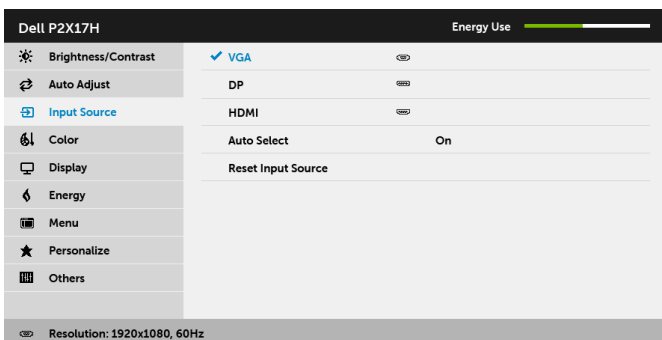 Dell P2X17H Energy Use
Brightness/Contrast VGA
Auto Adjust DP
Input Source HDMI
Color Auto Select On
Display Reset Input Source
Energy
Menu
Personalize
Others
Resolution: 1920x1080, 60Hz